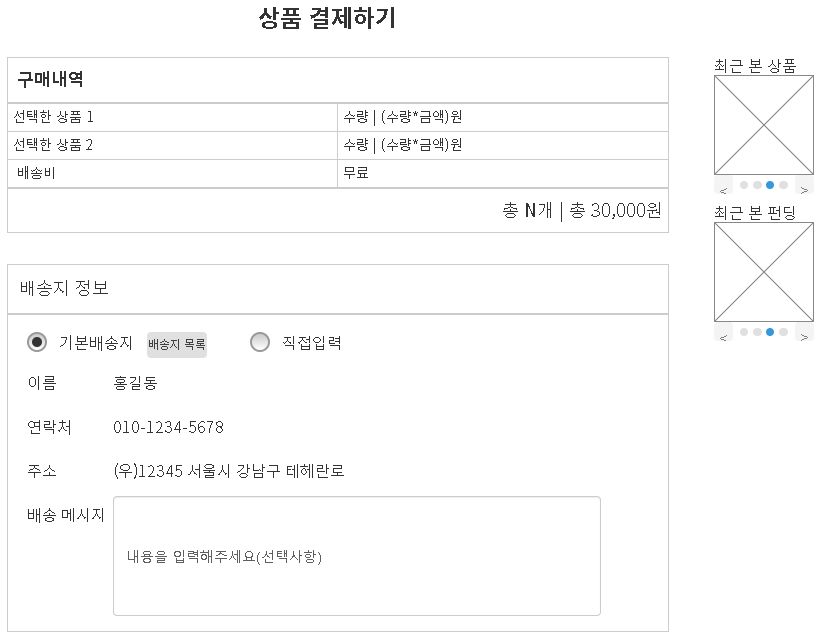 상품 결제하기
구매내역
선택한 상품 1 수량 | (수량*금액)원
선택한 상품 2 수량 | (수량*금액)원
배송비 무료
총 N개 | 총 30,000원
배송지 정보
기본배송지 배송지 목록 직접입력
이름 홍길동
연락처 010-1234-5678
주소 (우)12345 서울시 강남구 테헤란로
배송 메시지
내용을 입력해주세요(선택사항)
최근 본 상품
< >
최근 본 펀딩
< >